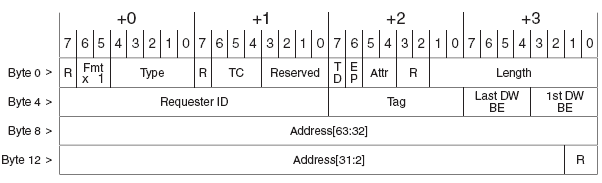 +0 +1 +2 +3
7 6 5 4 3 2 1 0 7 6 5 4 3 2 1 0 7 6 5 4 3 2 1 0 7 6 5 4 3 2 1 0
Byte 0 > R Fmt x 1 Type R TC Reserved T D E P Attr R Length
Byte 4 > Requester ID Tag Last DW BE 1st DW BE
Byte 8 > Address[63:32]
Byte 12 > Address[31:2] R